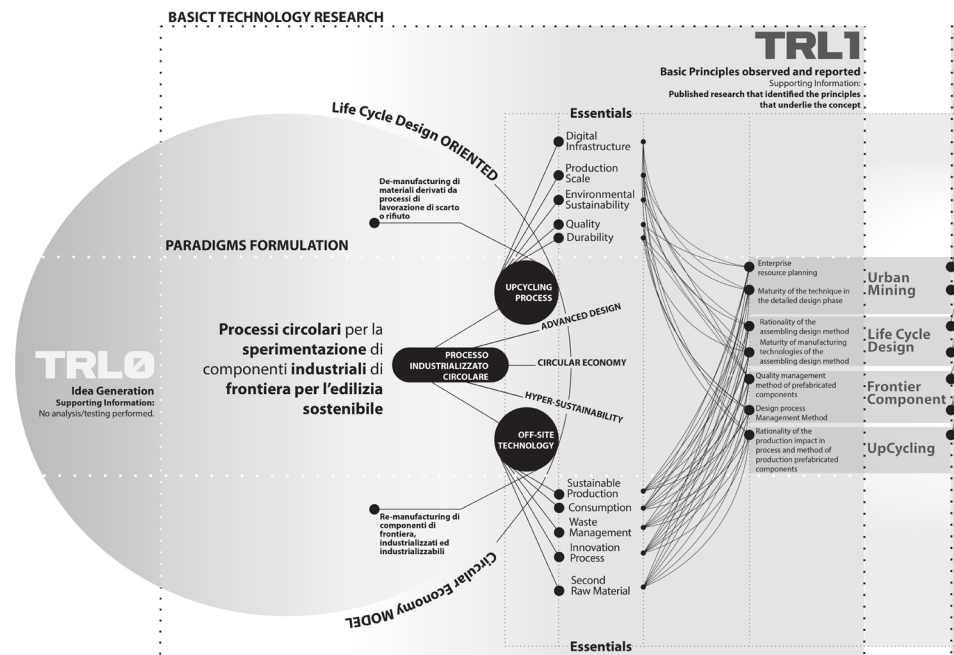 BASICT TECHNOLOGY RESEARCH
TRL1
Basic Principles observed and reported
Supporting Information:
Published research that identified the principles
that underlie the concept
Life Cycle Design ORIENTED
De-manufacturing di
materiali derivati da
processi di
lavorazione di scarto
o rifiuto
PARADIGMS FORMULATION
TRL0
Idea Generation
Supporting Information:
No analysis/testing performed.
Processi circolari per la
sperimentazione di
componenti industriali di
frontiera per l'edilizia
sostenibile
UPCYCLING
PROCESS
PROCESSO
INDUSTRIALIZZATO
CIRCOLARE
OFF-SITE
TECHNOLOGY
ADVANCED DESIGN
CIRCULAR ECONOMY
HYPER-SUSTAINABILITY
Re-manufacturing di
componenti di
frontiera,
industrializzati ed
industrializzabili
Circular Economy MODEL
Essentials
Digital
Infrastructure
Production
Scale
Environmental
Sustainability
Quality
Durability
Sustainable
Production
Consumption
Waste
Management
Innovation
Process
Second
Raw Material
Essentials
Enterprise
resource planning
Maturity of the technique in
the detailed design phase
Rationality of the
assembling design method
Maturity of manufacturing
technologies of the
assembling design method
Quality management
method of prefabricated
components
Design process
Management Method
Rationality of the
production impact in
process and method of
production prefabricated
components
Urban
Mining
Life Cycle
Design
Frontier
Component
UpCycling